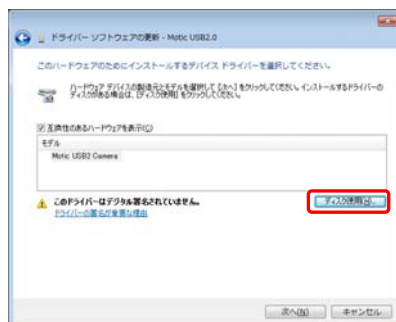 ドライバー ソフトウェアの更新 - Motic USB2.0
このハードウェアのためにインストールするデバイス ドライバーを選択してください。
ハードウェア デバイスの製造元とモデルを選択して [次へ] をクリックしてください。インストールするドライバーの
ディスクがある場合は、[ディスク使用] をクリックしてください。
互換性のあるハードウェアを表示(C)
モデル
Motic USB2 Camera
このドライバーはデジタル署名されていません。
ディスク使用(H)...
ドライバーの署名が重要な理由
次へ(N)
キャンセル